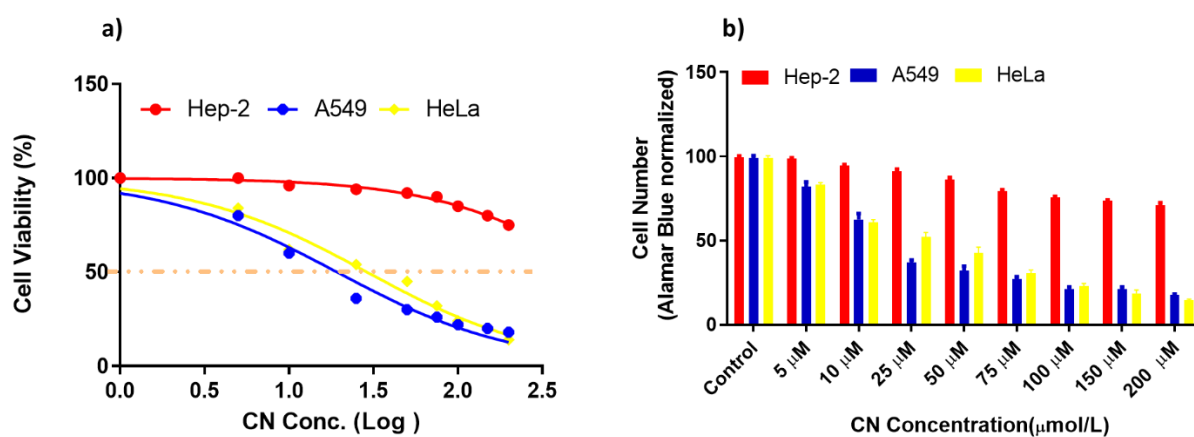 a)
Cell Viability (%)
150
100
50
0
Hep-2 A549 HeLa
0.0 0.5 1.0 1.5 2.0 2.5
CN Conc. (Log )
b)
Cell Number
(Alamar Blue normalized)
150
100
50
0
Hep-2 A549 HeLa
Control
5 μM
10 μM
25 μM
50 μM
75 μM
100 μM
150 μM
200 μM
CN Concentration(μmol/L)